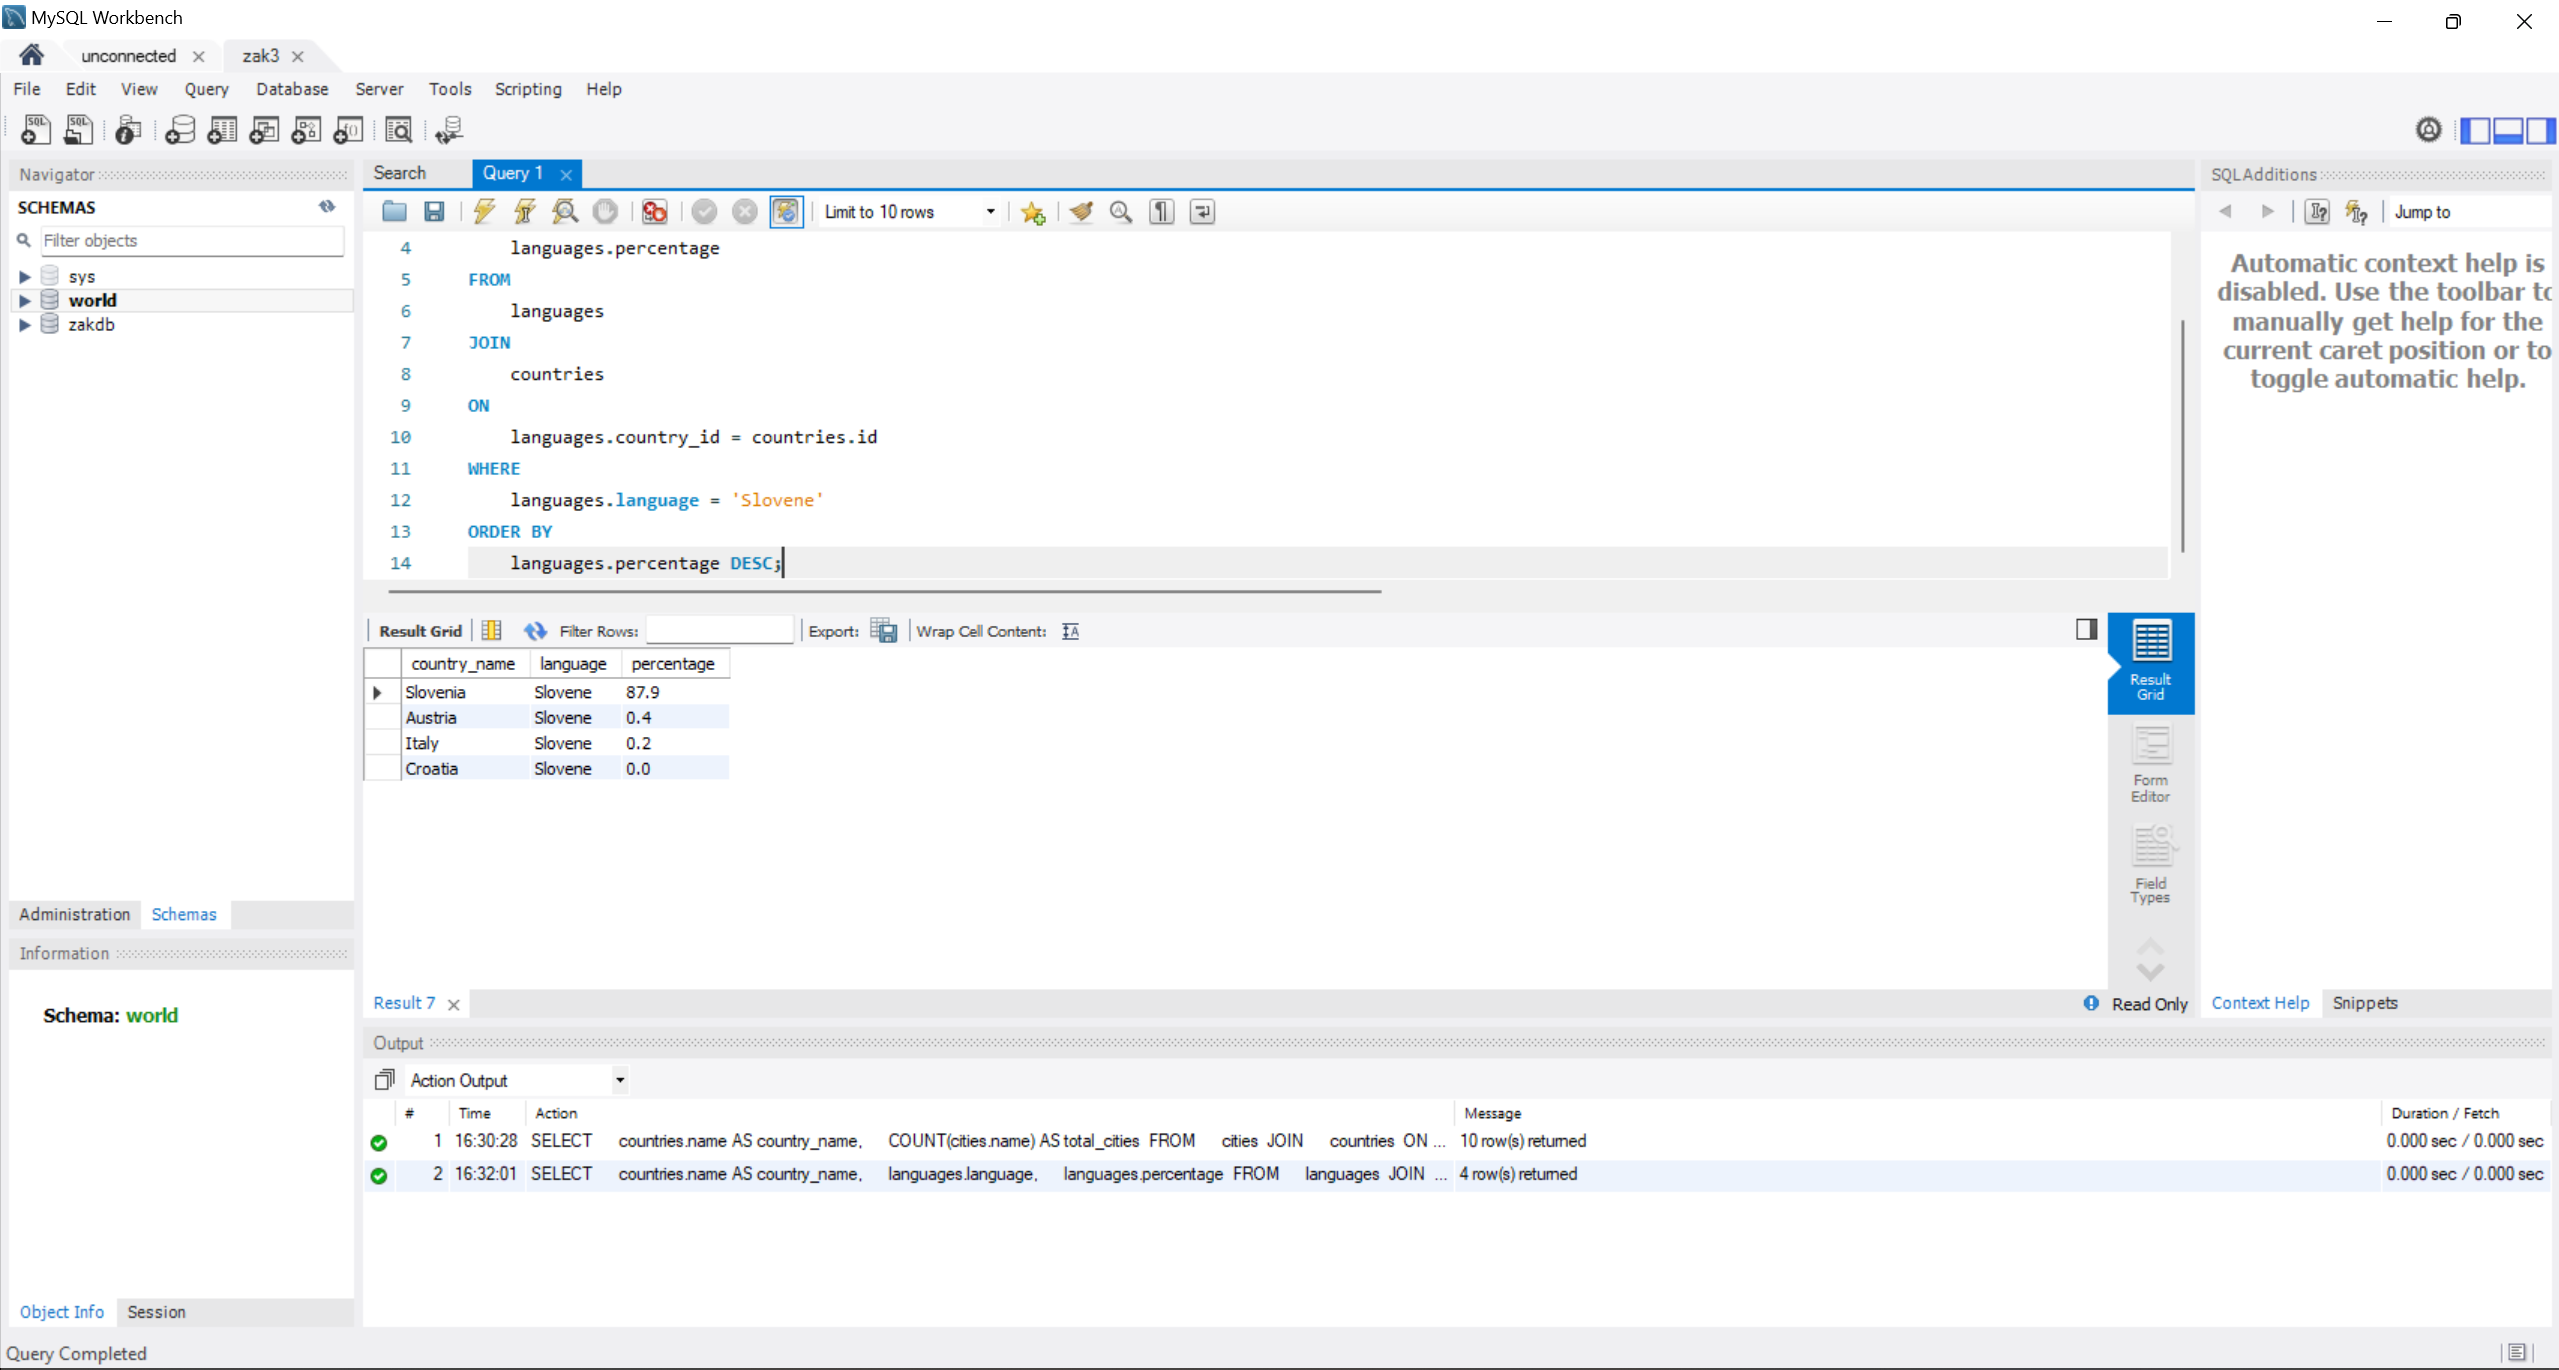 MySQL Workbench
unconnected
zak3
File Edit View Query Database Server Tools Scripting Help
Navigator
SCHEMAS
Filter objects
sys
world
zakdb
Administration Schemas
Information
Schema: world
Object Info Session
Query Completed
Search Query 1
Limit to 10 rows
4 languages.percentage
5 FROM
6 languages
7 JOIN
8 countries
9 ON
10 languages.country_id = countries.id
11 WHERE
12 languages.language = 'Slovene'
13 ORDER BY
14 languages.percentage DESC;
Result Grid Filter Rows: Export: Wrap Cell Content:
country_name language percentage
Slovenia Slovene 87.9
Austria Slovene 0.4
Italy Slovene 0.2
Croatia Slovene 0.0
Result
Grid
Form
Editor
Field
Types
Result 7
Read Only
Output
Action Output
# Time Action Message Duration / Fetch
1 16:30:28 SELECT countries.name AS country_name, COUNT(cities.name) AS total_cities FROM cities JOIN countries ON ... 10 row(s) returned 0.000 sec / 0.000 sec
2 16:32:01 SELECT countries.name AS country_name, languages.language, languages.percentage FROM languages JOIN ... 4 row(s) returned 0.000 sec / 0.000 sec
SQLAdditions
Jump to
Automatic context help is
disabled. Use the toolbar to
manually get help for the
current caret position or to
toggle automatic help.
Context Help Snippets